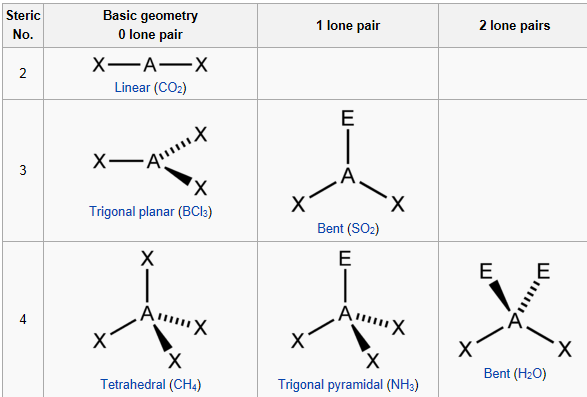 Steric No.
Basic geometry
0 lone pair
1 lone pair
2 lone pairs
2
X A X
Linear (CO₂)
3
X A X X
Trigonal planar (BCl₃)
E
A
X X
Bent (SO₂)
4
X
A X
X X
Tetrahedral (CH₄)
E
A X
X X
Trigonal pyramidal (NH₃)
E E
A
X X
Bent (H₂O)